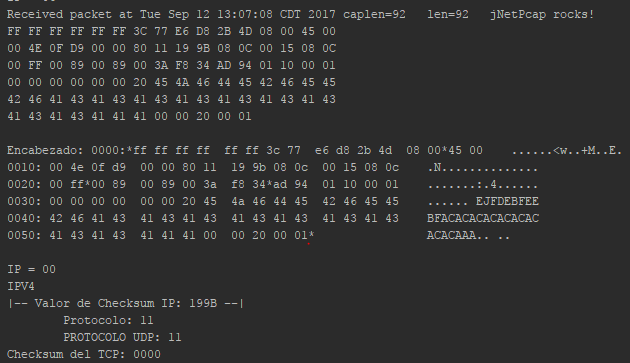 Received packet at Tue Sep 12 13:07:08 CDT 2017 caplen=92 len=92 jNetPcap rocks!
FF FF FF FF FF FF 3C 77 E6 D8 2B 4D 08 00 45 00
00 4E 0F D9 00 00 80 11 19 9B 08 0C 00 15 08 0C
00 FF 00 89 00 89 00 3A F8 34 AD 94 01 10 00 01
00 00 00 00 00 00 20 45 4A 46 44 45 42 46 45 45
42 46 41 43 41 43 41 43 41 43 41 43 41 43 41 43
41 43 41 43 41 41 41 00 00 20 00 01
Encabezado: 0000:*ff ff ff ff ff ff 3c 77 e6 d8 2b 4d 08 00*45 00 ......<w..+M..E.
0010: 00 4e 0f d9 00 00 80 11 19 9b 08 0c 00 15 08 0c .N..............
0020: 00 ff*00 89 00 89 00 3a f8 34*ad 94 01 10 00 01 .......:.4......
0030: 00 00 00 00 00 00 20 45 4a 46 44 45 42 46 45 45 ...... EJFDEBFEE
0040: 42 46 41 43 41 43 41 43 41 43 41 43 41 43 41 43 BFACACACACACACAC
0050: 41 43 41 43 41 41 41 00 00 20 00 01* ACACAAA.. ..
IP = 00
IPV4
|-- Valor de Checksum IP: 199B --|
Protocolo: 11
PROTOCOLO UDP: 11
Checksum del TCP: 0000